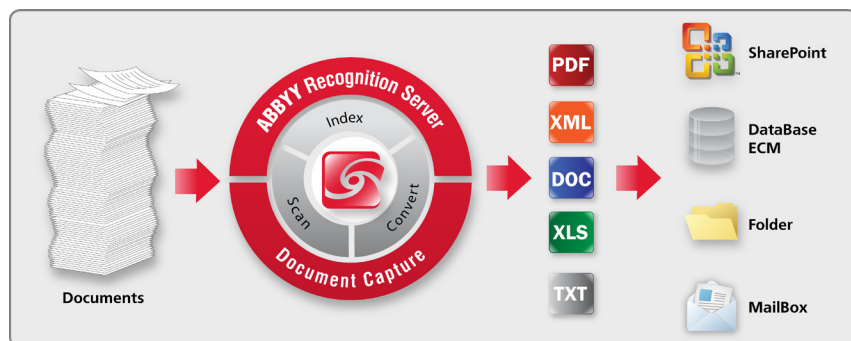 Documents
ABBYY Recognition Server
Index
Scan
Convert
Document Capture
PDF
XML
DOC
XLS
TXT
SharePoint
DataBase
ECM
Folder
MailBox